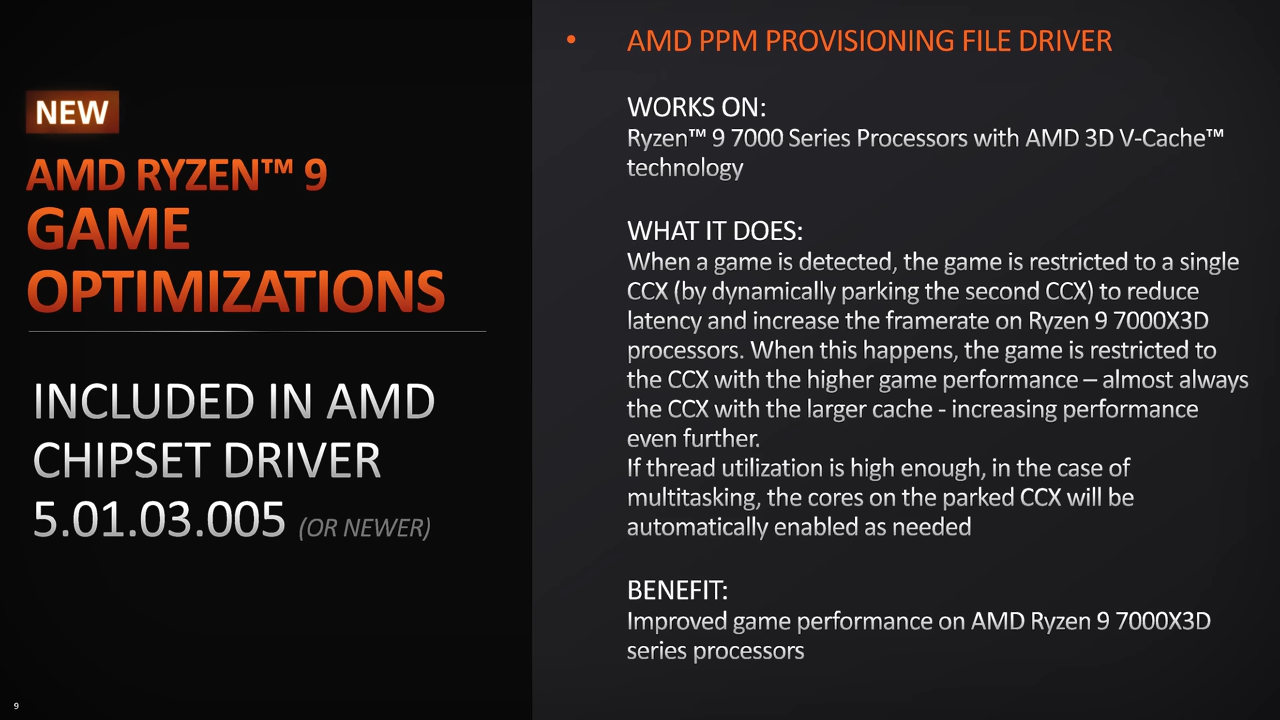 NEW
AMD RYZEN™ 9
GAME
OPTIMIZATIONS
INCLUDED IN AMD
CHIPSET DRIVER
5.01.03.005 (OR NEWER)
• AMD PPM PROVISIONING FILE DRIVER
WORKS ON:
Ryzen™ 9 7000 Series Processors with AMD 3D V-Cache™
technology
WHAT IT DOES:
When a game is detected, the game is restricted to a single
CCX (by dynamically parking the second CCX) to reduce
latency and increase the framerate on Ryzen 9 7000X3D
processors. When this happens, the game is restricted to
the CCX with the higher game performance – almost always
the CCX with the larger cache - increasing performance
even further.
If thread utilization is high enough, in the case of
multitasking, the cores on the parked CCX will be
automatically enabled as needed
BENEFIT:
Improved game performance on AMD Ryzen 9 7000X3D
series processors
9